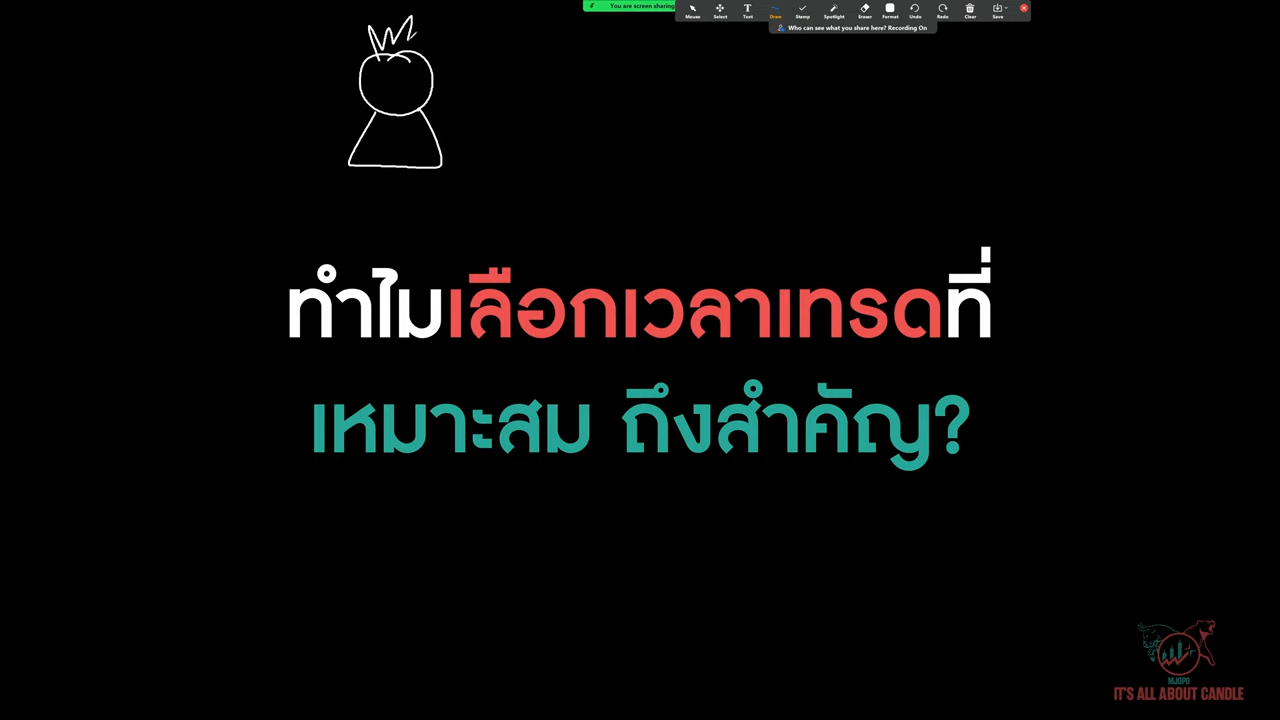 You are screen sharing
Mouse Select Text Draw Stamp Spotlight Eraser Format Undo Redo Clear Save
Who can see what you share here? Recording On
ทำไมเลือกเวลาเทรดที่
เหมาะสม ถึงสำคัญ?
MJOPO
IT'S ALL ABOUT CANDLE